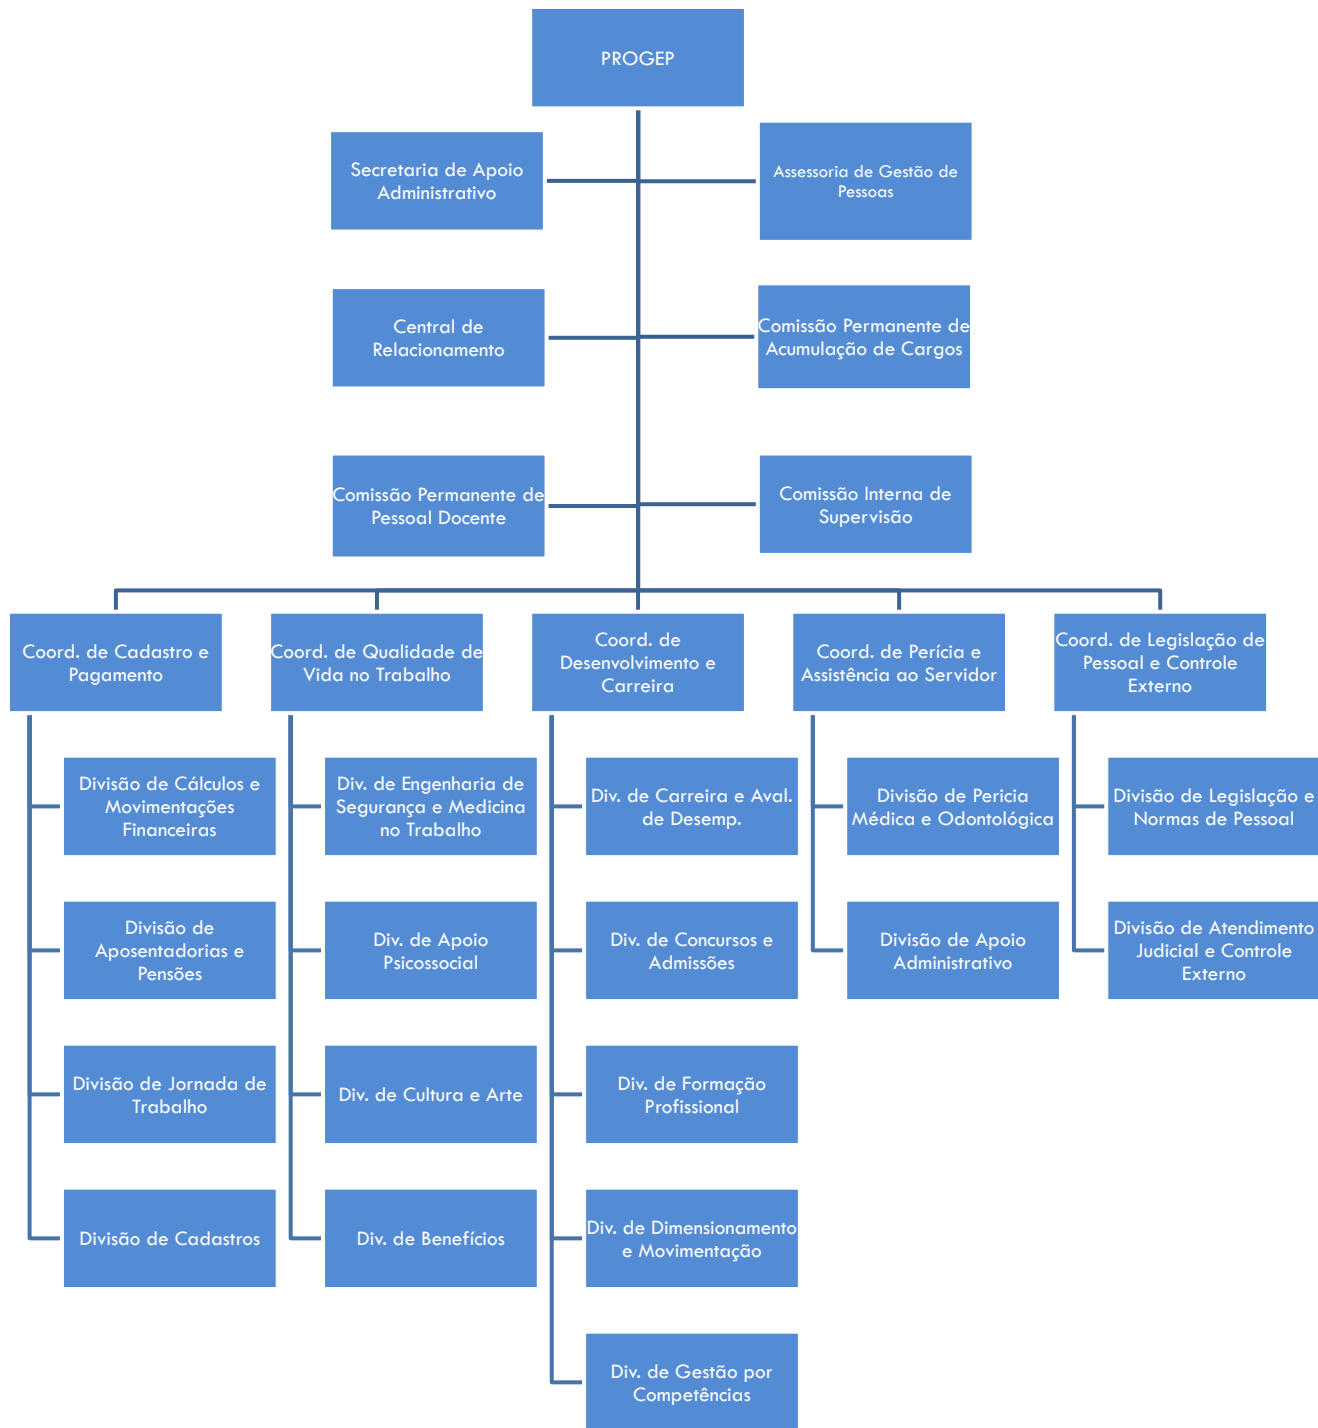 PROGEP
Secretaria de Apoio
Administrativo
Assessoria de Gestão de
Pessoas
Central de
Relacionamento
Comissão Permanente de
Acumulação de Cargos
Comissão Permanente de
Pessoal Docente
Comissão Interna de
Supervisão
Coord. de Cadastro e
Pagamento
Coord. de Qualidade de
Vida no Trabalho
Coord. de
Desenvolvimento e
Carreira
Coord. de Perícia e
Assistência ao Servidor
Coord. de Legislação de
Pessoal e Controle
Externo
Divisão de Cálculos e
Movimentações
Financeiras
Div. de Engenharia de
Segurança e Medicina
no Trabalho
Div. de Carreira e Aval.
de Desemp.
Divisão de Pericia
Médica e Odontológica
Divisão de Legislação e
Normas de Pessoal
Divisão de
Aposentadorias e
Pensões
Div. de Apoio
Psicossocial
Div. de Concursos e
Admissões
Divisão de Apoio
Administrativo
Divisão de Atendimento
Judicial e Controle
Externo
Divisão de Jornada de
Trabalho
Div. de Cultura e Arte
Div. de Formação
Profissional
Divisão de Cadastros
Div. de Benefícios
Div. de Dimensionamento
e Movimentação
Div. de Gestão por
Competências